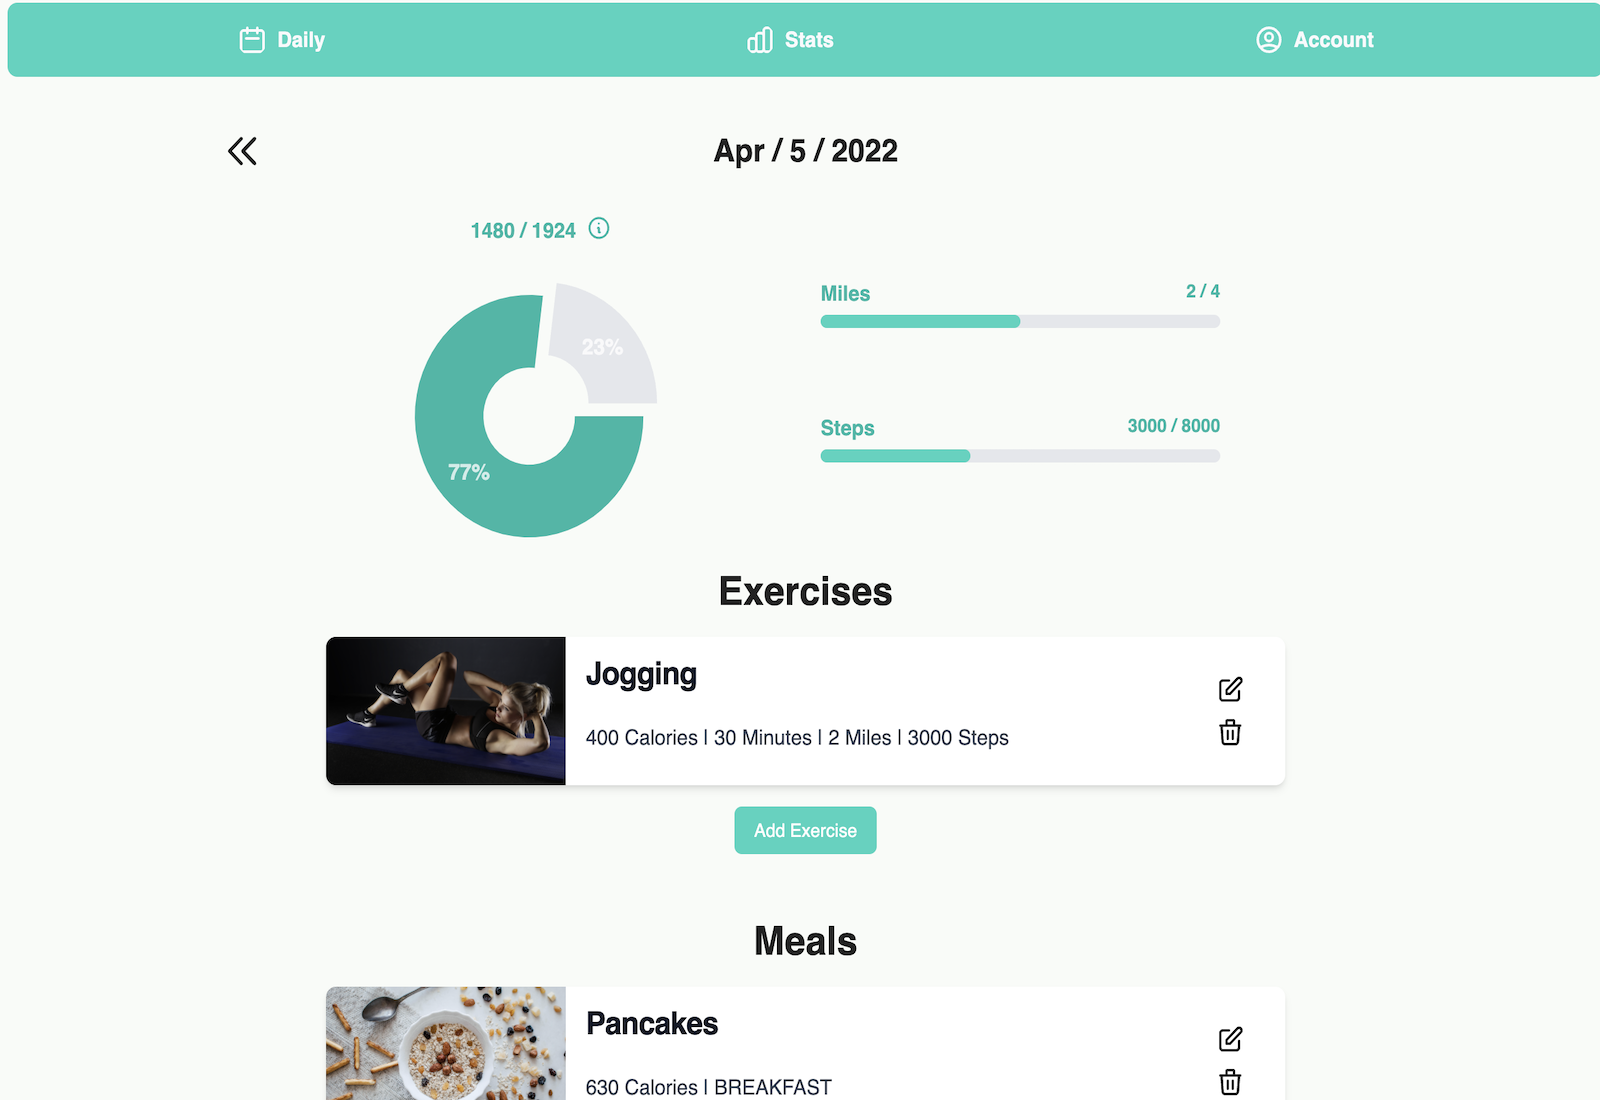 Daily
Stats
Account
Apr / 5 / 2022
1480 / 1924
23%
77%
Miles
2 / 4
Steps
3000 / 8000
Exercises
Jogging
400 Calories | 30 Minutes | 2 Miles | 3000 Steps
Add Exercise
Meals
Pancakes
630 Calories | BREAKFAST